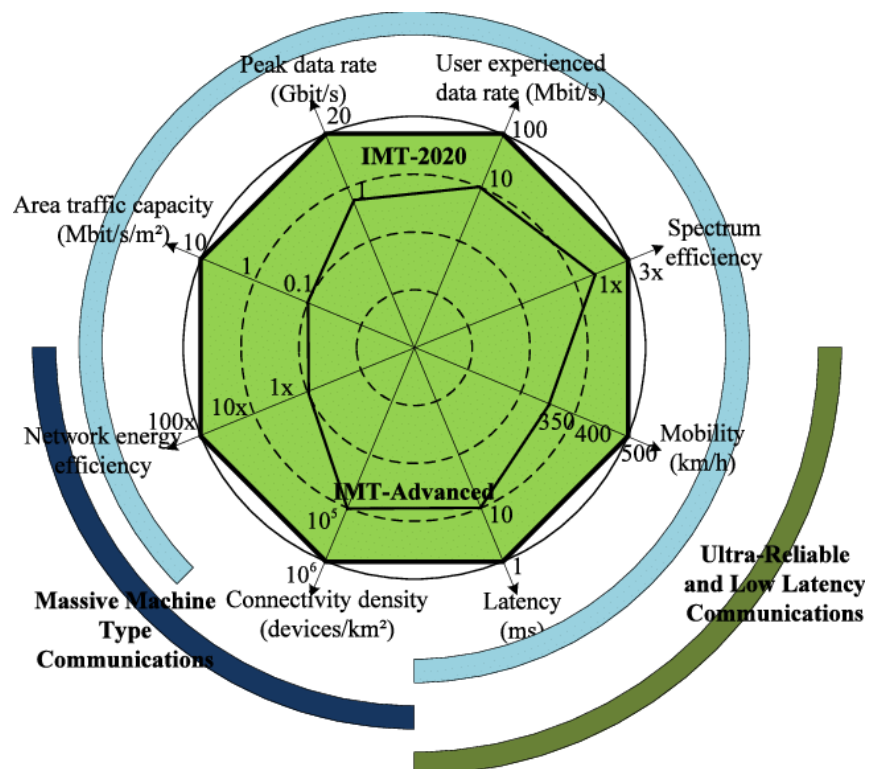 Peak data rate
(Gbit/s)
User experienced
data rate (Mbit/s)
20
100
IMT-2020
1
10
Area traffic capacity
(Mbit/s/m²)
10
1
0.1
Spectrum
efficiency
3x
1x
1x
10x
100x
Network energy
efficiency
350
400
500
Mobility
(km/h)
IMT-Advanced
10⁵
10
10⁶
1
Connectivity density
(devices/km²)
Latency
(ms)
Ultra-Reliable
and Low Latency
Communications
Massive Machine
Type
Communications